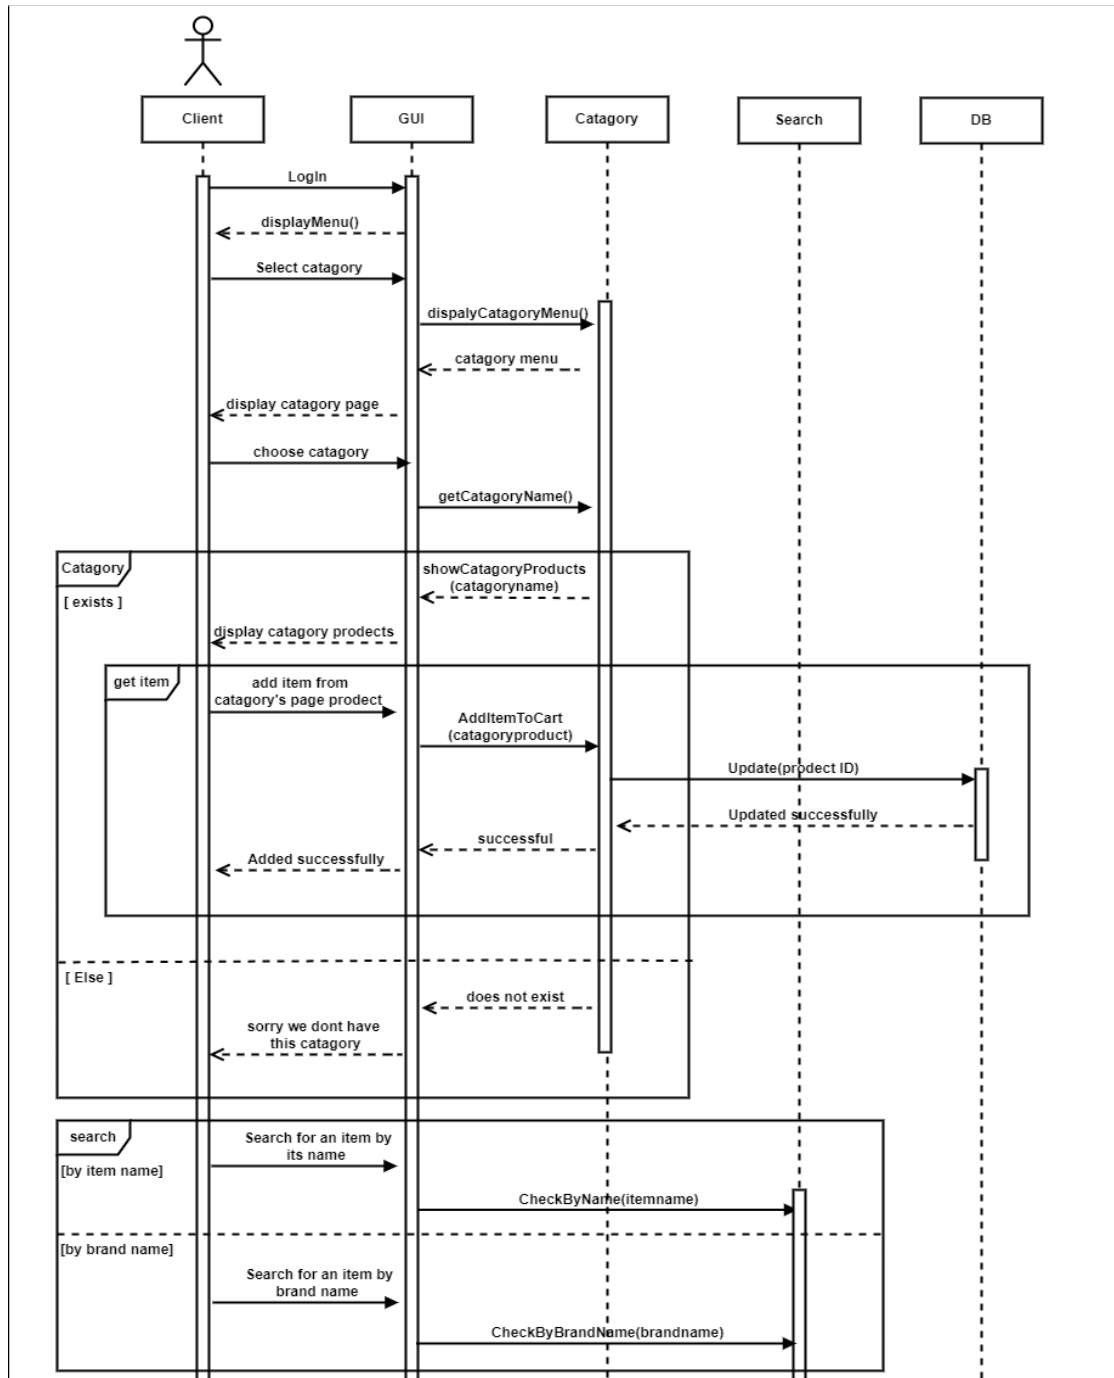 Client
GUI
Catagory
Search
DB
LogIn
displayMenu()
Select catagory
dispalyCatagoryMenu()
catagory menu
display catagory page
choose catagory
getCatagoryName()
Catagory
[ exists ]
showCatagoryProducts
(catagoryname)
display catagory prodects
get item
add item from
catagory's page prodect
AddItemToCart
(catagoryproduct)
Update(prodect ID)
Updated successfully
successful
Added successfully
[ Else ]
does not exist
sorry we dont have
this catagory
search
[by item name]
Search for an item by
its name
CheckByName(itemname)
[by brand name]
Search for an item by
brand name
CheckByBrandName(brandname)